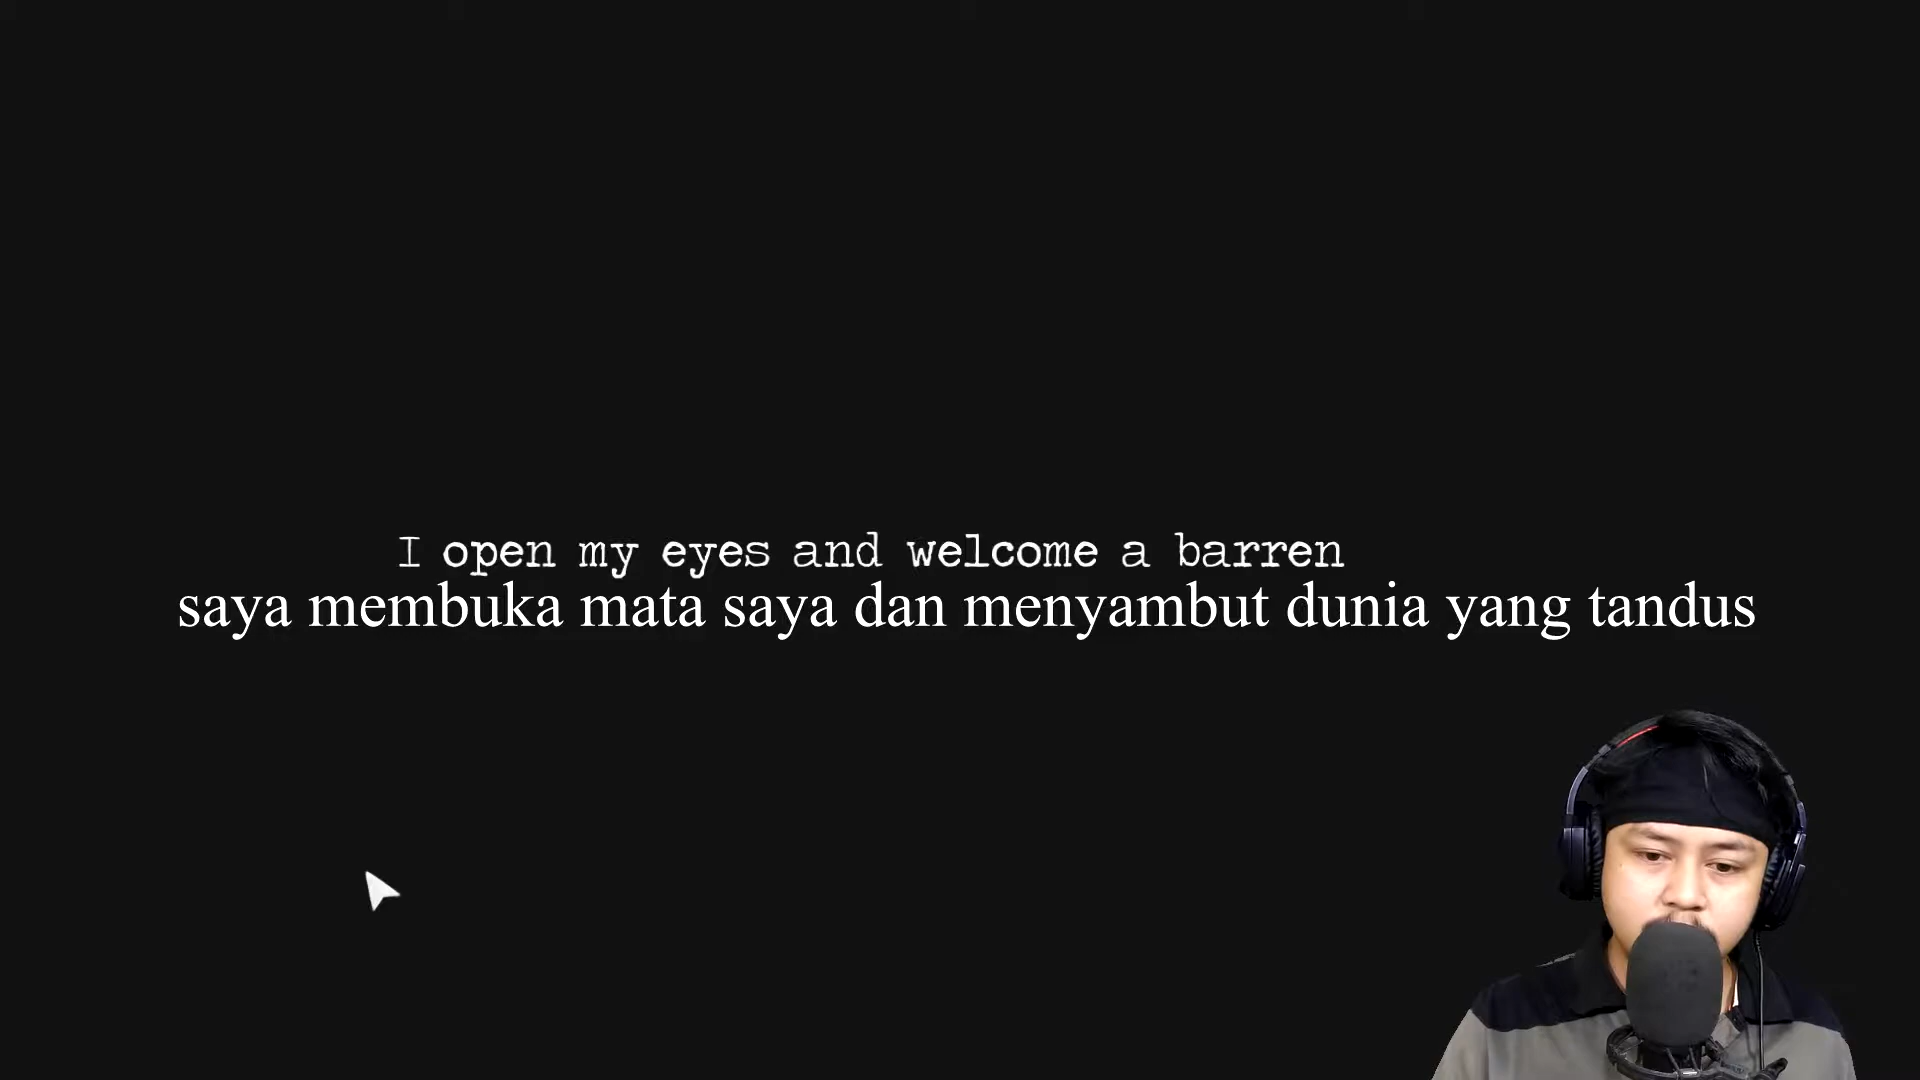 I open my eyes and welcome a barren
saya membuka mata saya dan menyambut dunia yang tandus